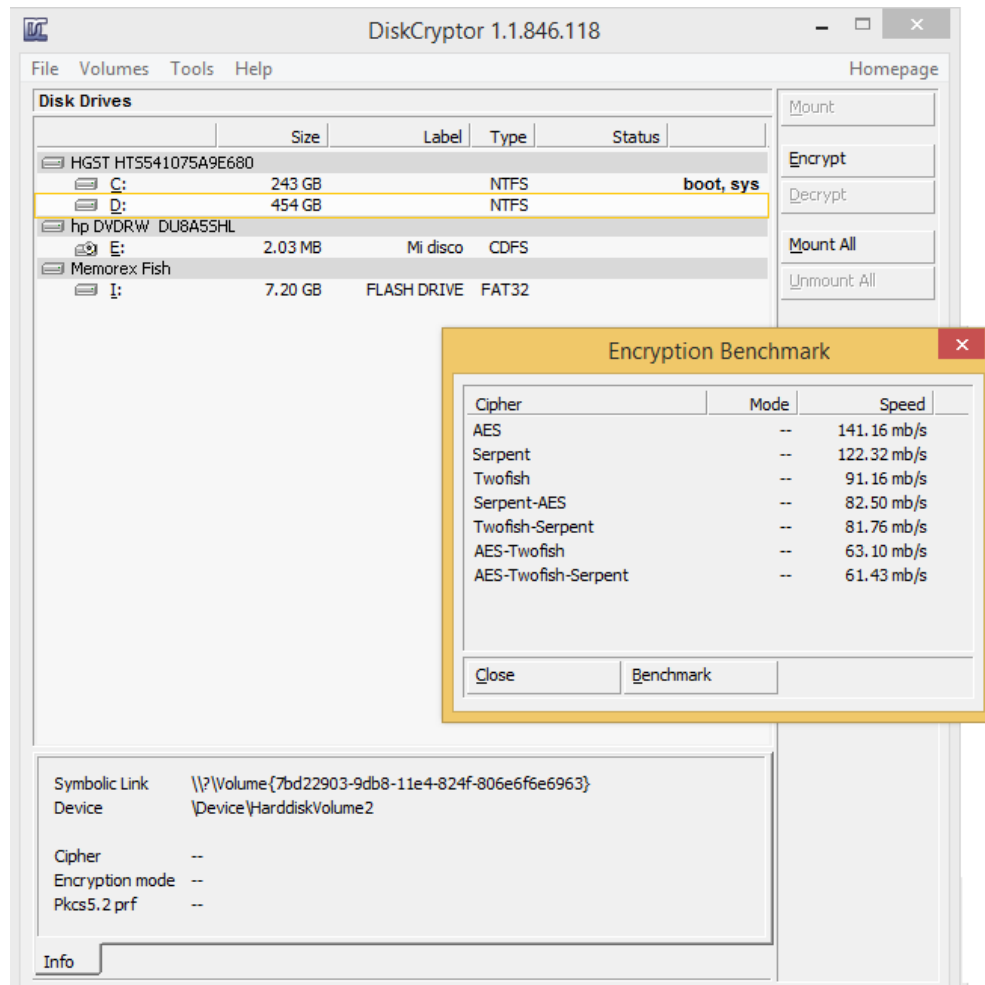 DiskCryptor 1.1.846.118
File Volumes Tools Help Homepage
Disk Drives
Size Label Type Status
HGST HTS541075A9E680
C: 243 GB NTFS boot, sys
D: 454 GB NTFS
hp DVDRW DU8A5SHL
E: 2.03 MB Mi disco CDFS
Memorex Fish
I: 7.20 GB FLASH DRIVE FAT32
Mount
Encrypt
Decrypt
Mount All
Unmount All
Encryption Benchmark
Cipher Mode Speed
AES -- 141.16 mb/s
Serpent -- 122.32 mb/s
Twofish -- 91.16 mb/s
Serpent-AES -- 82.50 mb/s
Twofish-Serpent -- 81.76 mb/s
AES-Twofish -- 63.10 mb/s
AES-Twofish-Serpent -- 61.43 mb/s
Close Benchmark
Symbolic Link \\?\Volume{7bd22903-9db8-11e4-824f-806e6f6e6963}
Device \Device\HarddiskVolume2
Cipher --
Encryption mode --
Pkcs5.2 prf --
Info